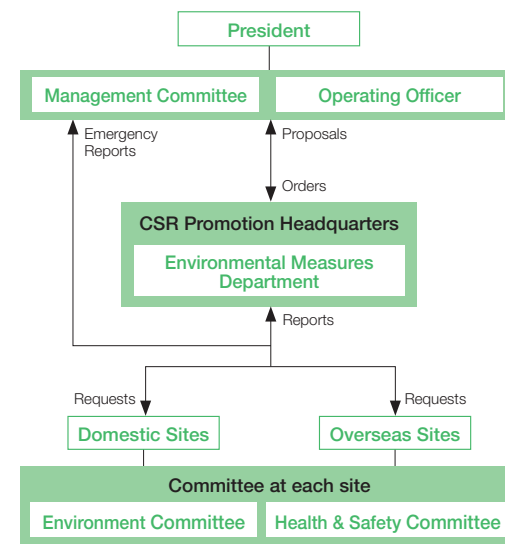 President
Management Committee
Operating Officer
Emergency
Reports
Proposals
Orders
CSR Promotion Headquarters
Environmental Measures
Department
Reports
Requests
Requests
Domestic Sites
Overseas Sites
Committee at each site
Environment Committee
Health & Safety Committee